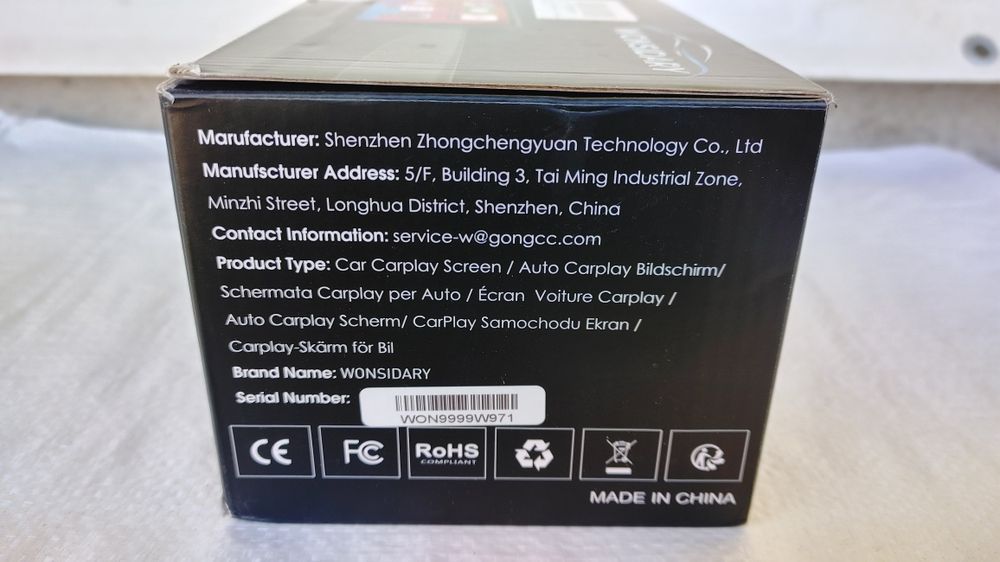 WONSIDARY
Marufacturer: Shenzhen Zhongchengyuan Technology Co., Ltd
Manufscturer Address: 5/F, Building 3, Tai Ming Industrial Zone,
Minzhi Street, Longhua District, Shenzhen, China
Contact Information: service-w@gongcc.com
Product Type: Car Carplay Screen / Auto Carplay Bildschirm/
Schermata Carplay per Auto / Écran Voiture Carplay /
Auto Carplay Scherm/ CarPlay Samochodu Ekran /
Carplay-Skärm för Bil
Brand Name: WONSIDARY
Serial Number:
WON9999W971
CE FC RoHS
COMPLIANT
MADE IN CHINA